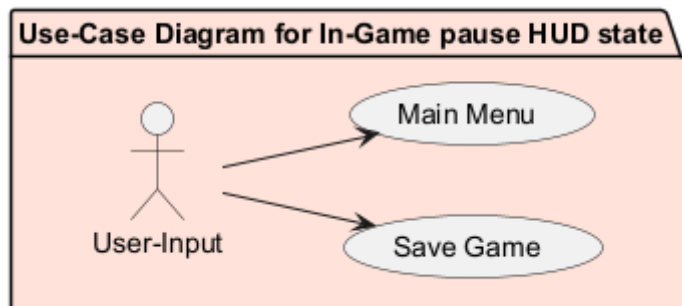 Use-Case Diagram for In-Game pause HUD state
Main Menu
User-Input
Save Game